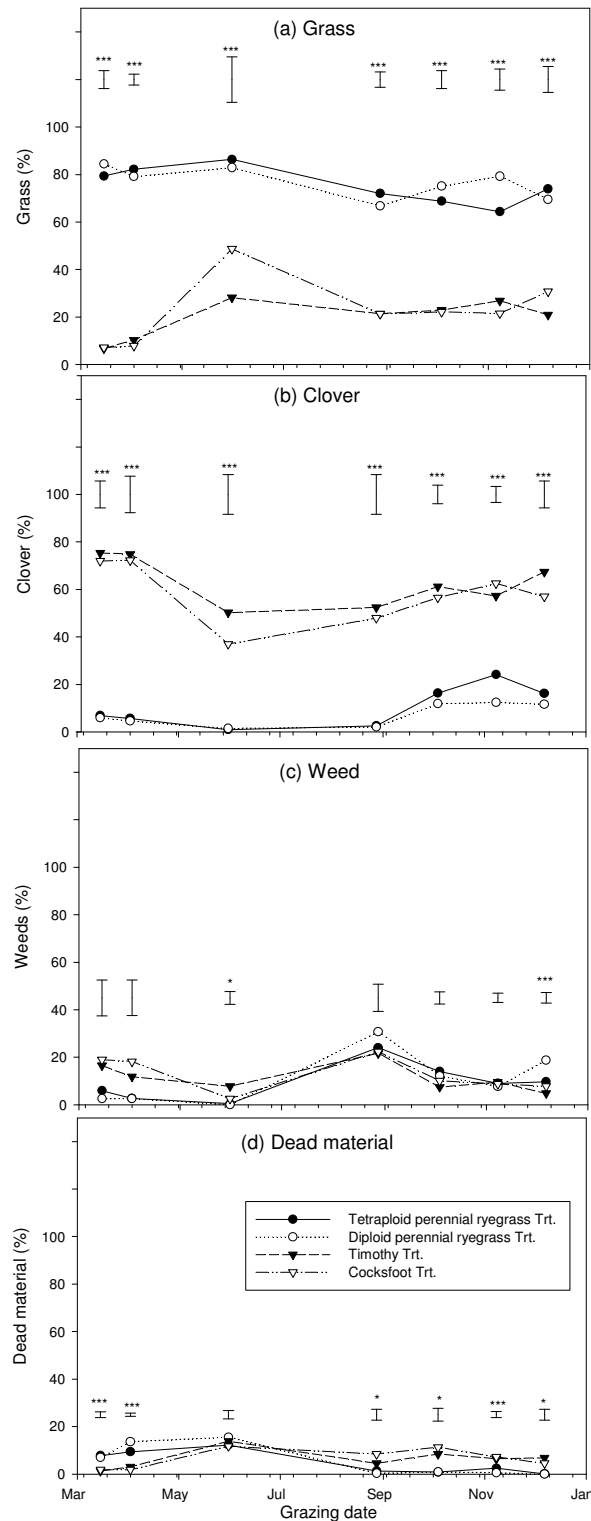 (a) Grass
*** *** *** *** *** *** ***
100
80
60
40
20
0
Grass (%)
(b) Clover
*** *** *** *** *** *** ***
100
80
60
40
20
0
Clover (%)
(c) Weed
100
80
60
40
20
0
Weeds (%)
* ***
(d) Dead material
100
80
60
40
20
0
Dead material (%)
Tetraploid perennial ryegrass Trt.
Diploid perennial ryegrass Trt.
Timothy Trt.
Cocksfoot Trt.
*** *** * * *** *
Mar May Jul Sep Nov Jan
Grazing date